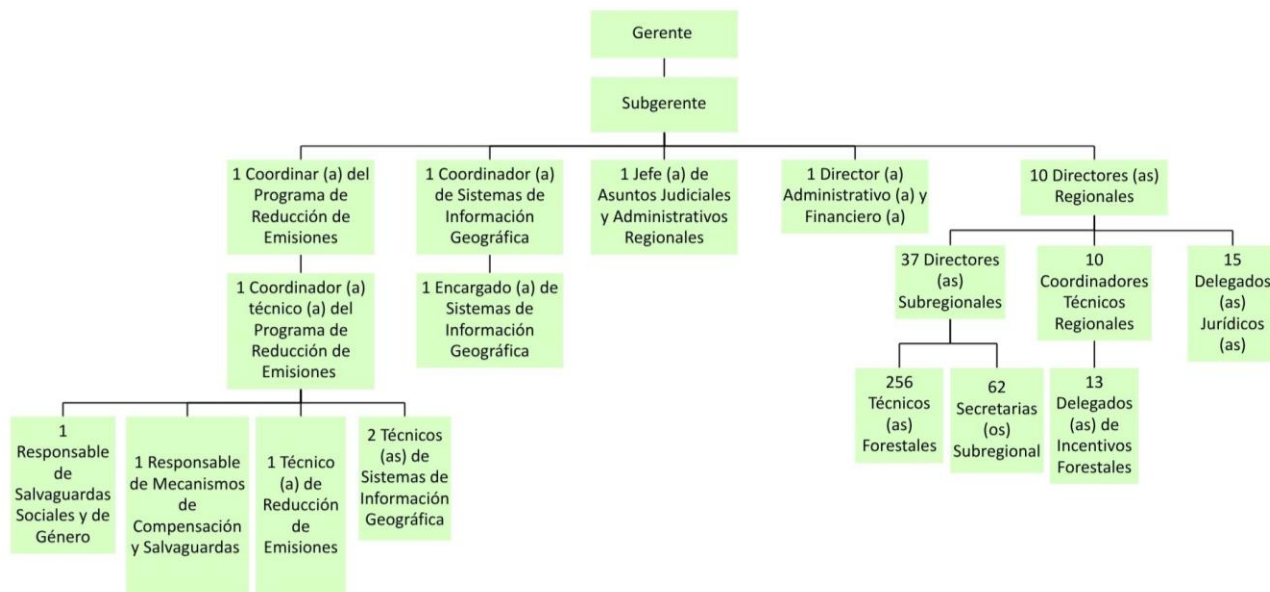 Gerente
Subgerente
1 Coordinar (a) del
Programa de
Reducción de
Emisiones
1 Coordinador (a)
de Sistemas de
Información
Geográfica
1 Jefe (a) de
Asuntos Judiciales
y Administrativos
Regionales
1 Director (a)
Administrativo (a) y
Financiero (a)
10 Directores (as)
Regionales
1 Coordinador (a)
técnico (a) del
Programa de
Reducción de
Emisiones
1 Encargado (a) de
Sistemas de
Información
Geográfica
37 Directores
(as)
Subregionales
10
Coordinadores
Técnicos
Regionales
15
Delegados
(as)
Jurídicos
(as)
256
Técnicos
(as)
Forestales
62
Secretarias
(os)
Subregional
13
Delegados
(as) de
Incentivos
Forestales
1
Responsable
de
Salvaguardas
Sociales y de
Género
1 Responsable
de Mecanismos
de
Compensación
y Salvaguardas
1 Técnico
(a) de
Reducción
de
Emisiones
2 Técnicos
(as) de
Sistemas de
Información
Geográfica